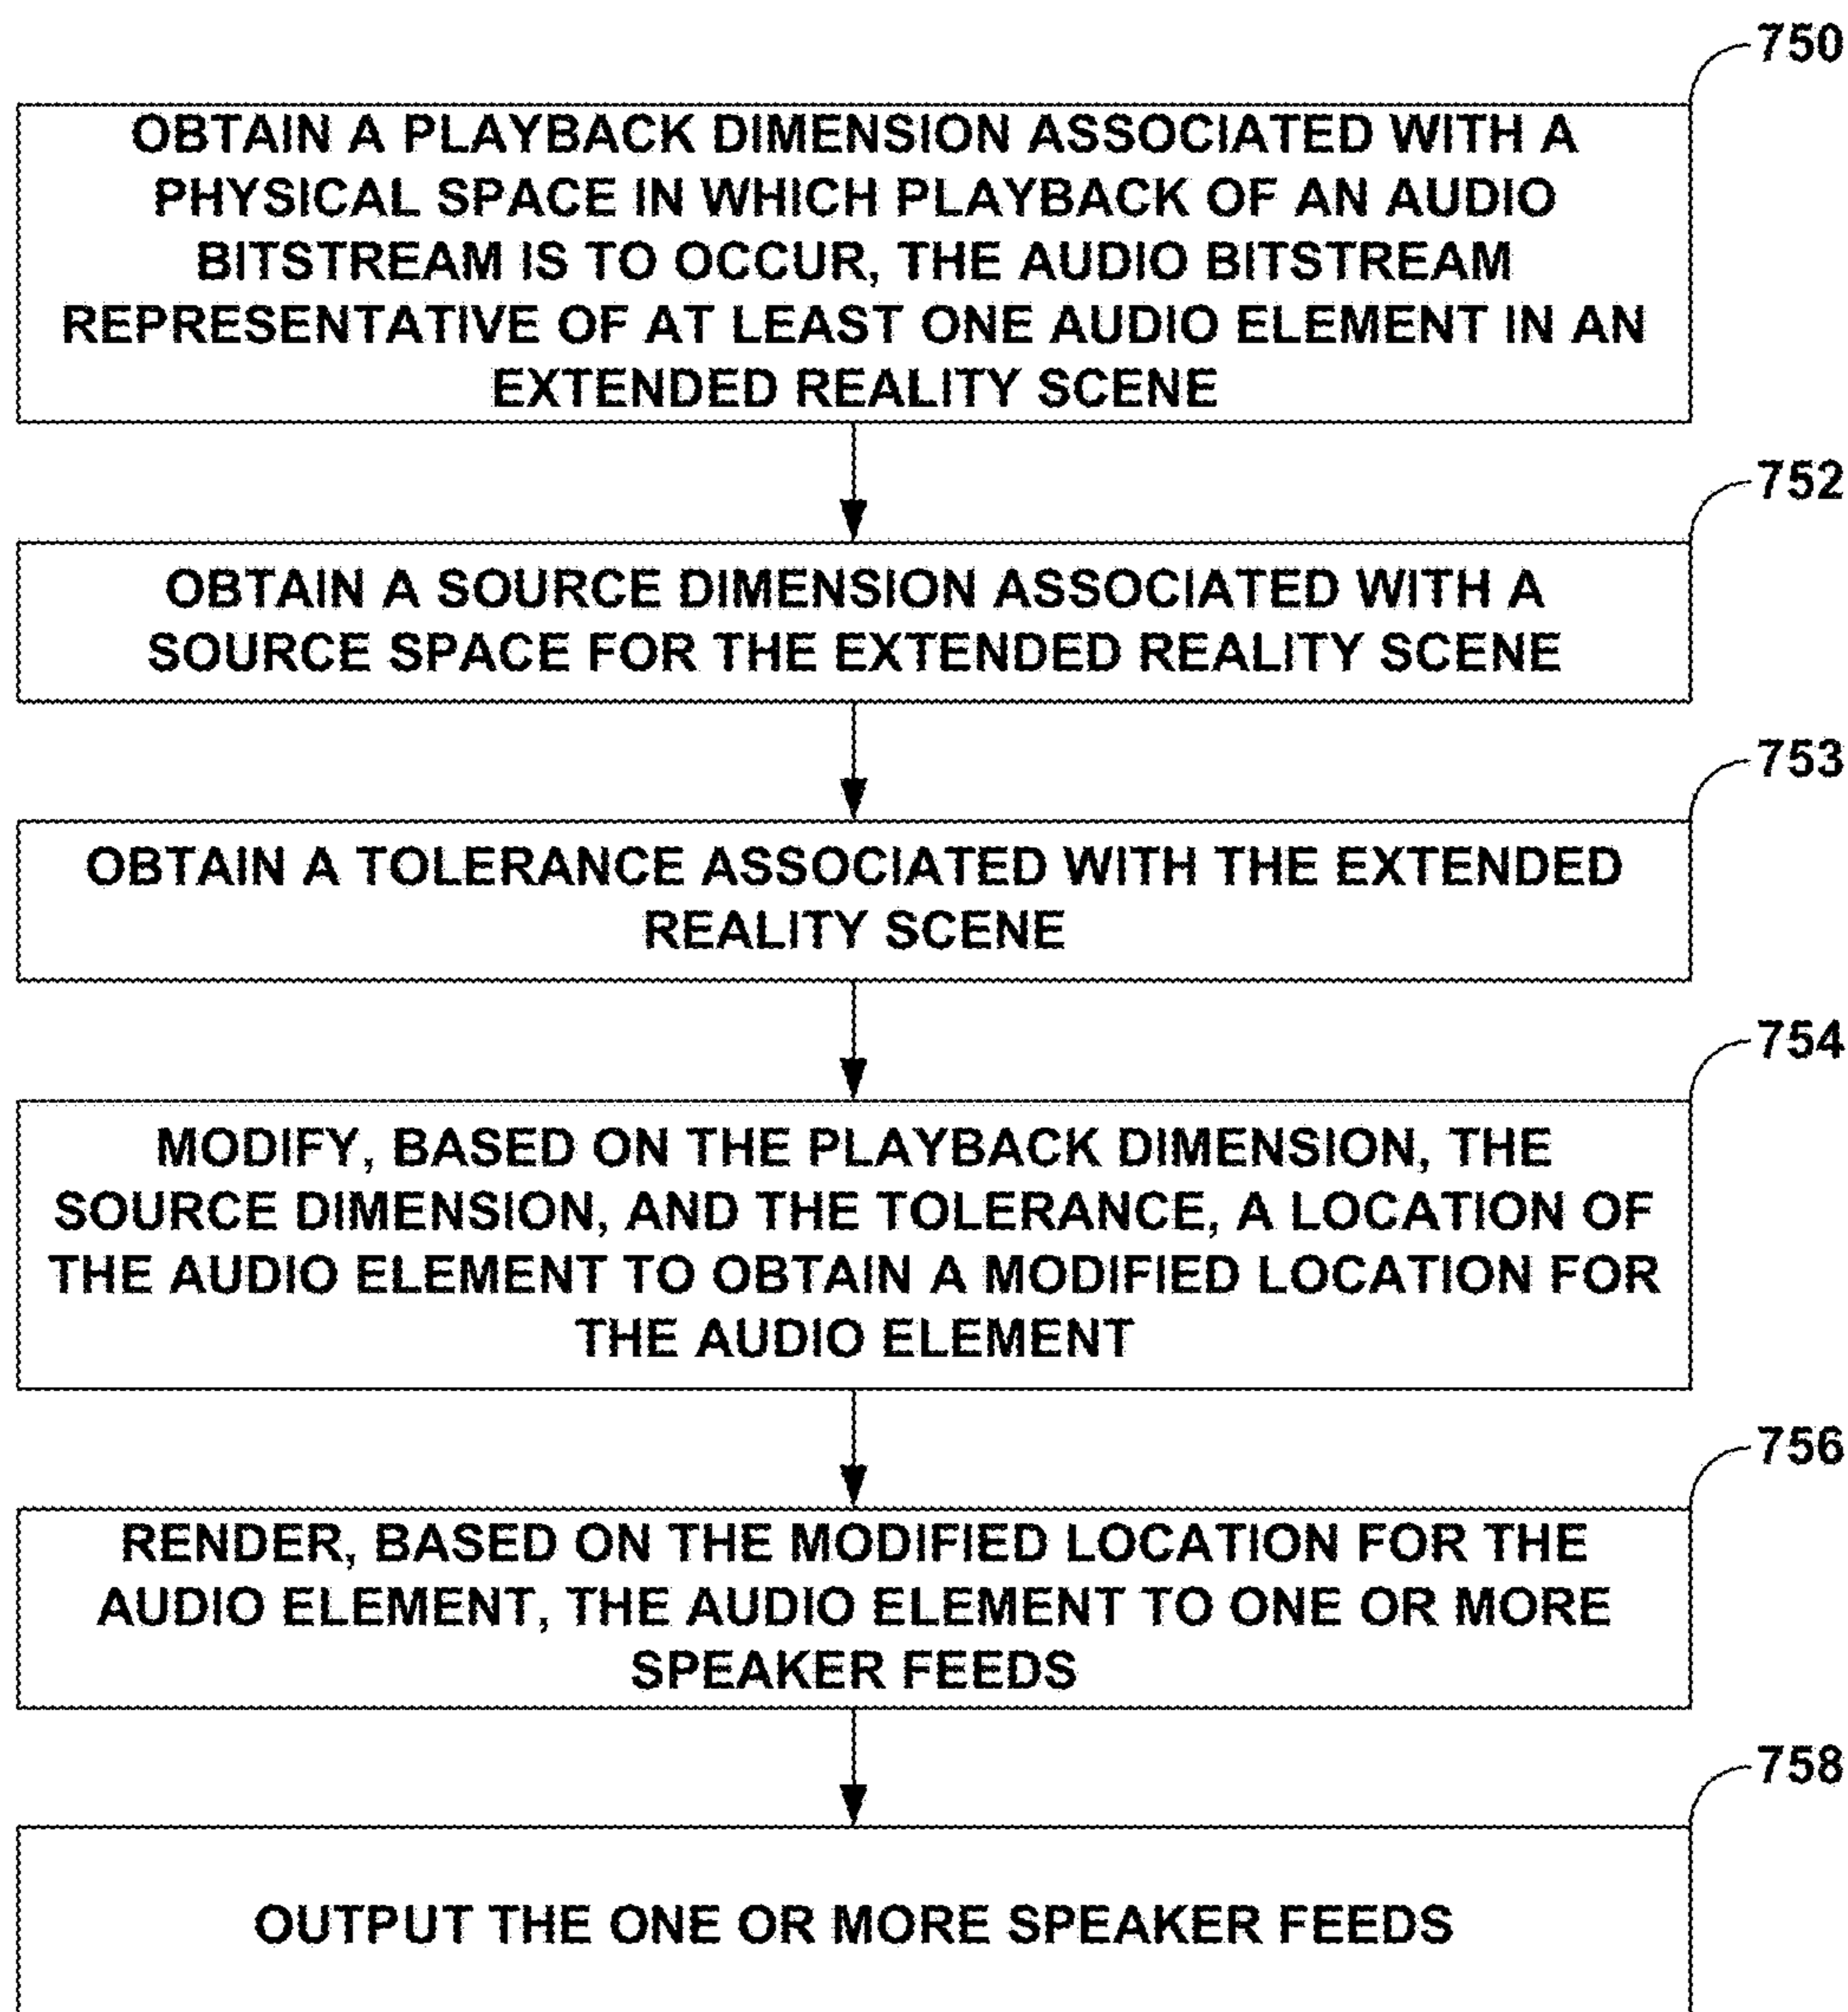 750
OBTAIN A PLAYBACK DIMENSION ASSOCIATED WITH A
PHYSICAL SPACE IN WHICH PLAYBACK OF AN AUDIO
BITSTREAM IS TO OCCUR, THE AUDIO BITSTREAM
REPRESENTATIVE OF AT LEAST ONE AUDIO ELEMENT IN AN
EXTENDED REALITY SCENE
752
OBTAIN A SOURCE DIMENSION ASSOCIATED WITH A
SOURCE SPACE FOR THE EXTENDED REALITY SCENE
753
OBTAIN A TOLERANCE ASSOCIATED WITH THE EXTENDED
REALITY SCENE
754
MODIFY, BASED ON THE PLAYBACK DIMENSION, THE
SOURCE DIMENSION, AND THE TOLERANCE, A LOCATION OF
THE AUDIO ELEMENT TO OBTAIN A MODIFIED LOCATION FOR
THE AUDIO ELEMENT
756
RENDER, BASED ON THE MODIFIED LOCATION FOR THE
AUDIO ELEMENT, THE AUDIO ELEMENT TO ONE OR MORE
SPEAKER FEEDS
758
OUTPUT THE ONE OR MORE SPEAKER FEEDS